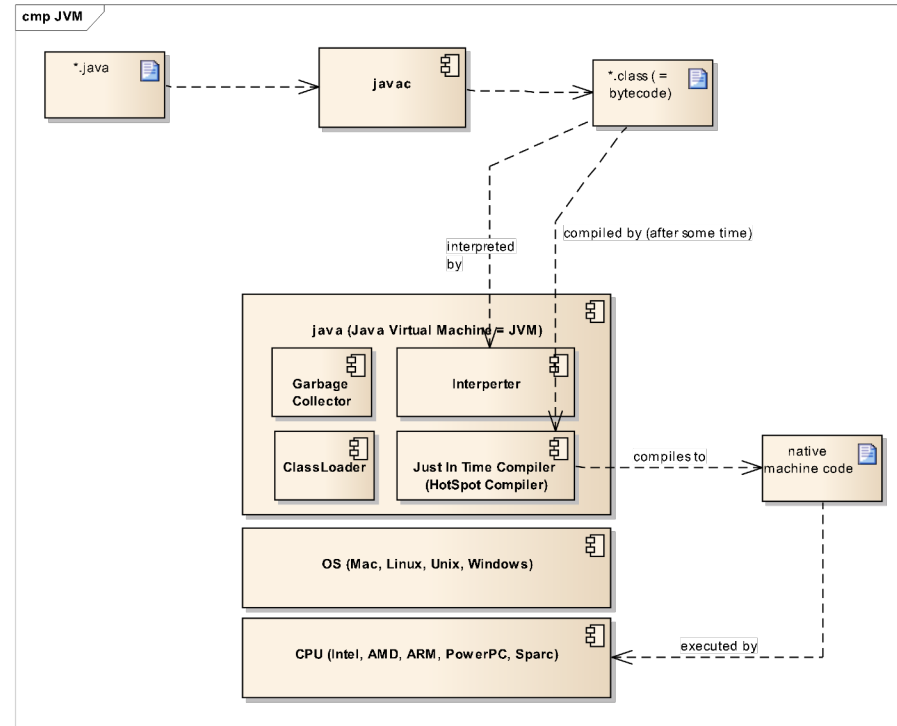 cmp JVM
*.java
javac
*.class ( =
bytecode)
interpreted
by
compiled by (after some time)
java (Java Virtual Machine = JVM)
Garbage
Collector
Interperter
ClassLoader
Just In Time Compiler
(HotSpot Compiler)
compiles to
native
machine code
OS (Mac, Linux, Unix, Windows)
CPU (Intel, AMD, ARM, PowerPC, Sparc)
executed by